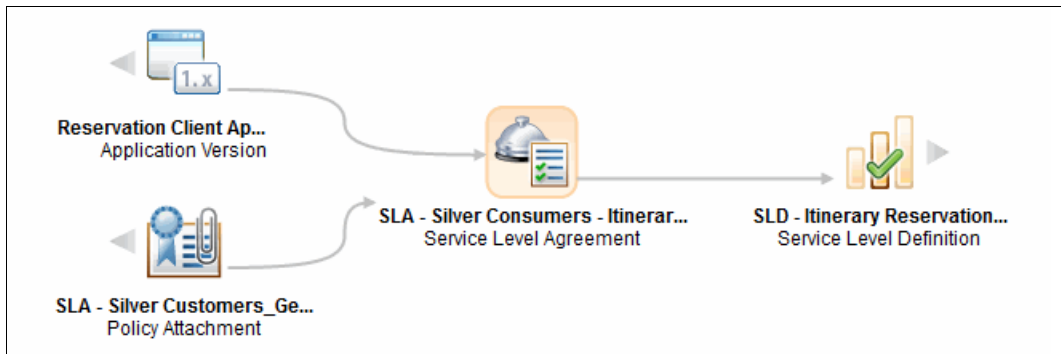 1.x
Reservation Client Ap...
Application Version
SLA - Silver Consumers - Itinerar...
Service Level Agreement
SLD - Itinerary Reservation...
Service Level Definition
SLA - Silver Customers_Ge...
Policy Attachment